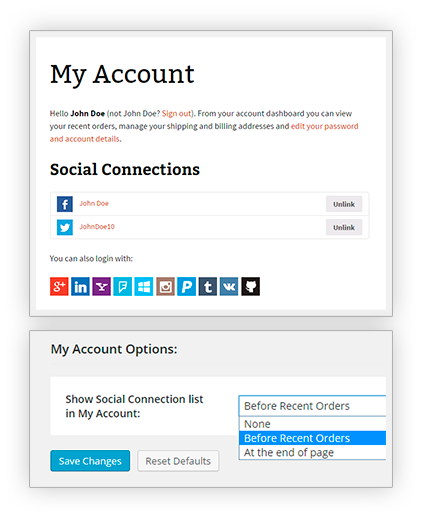 My Account
Hello John Doe (not John Doe? Sign out). From your account dashboard you can view
your recent orders, manage your shipping and billing addresses and edit your password
and account details.
Social Connections
John Doe Unlink
JohnDoe10 Unlink
You can also login with:
My Account Options:
Show Social Connection list
in My Account:
Before Recent Orders
None
Before Recent Orders
At the end of page
Save Changes Reset Defaults